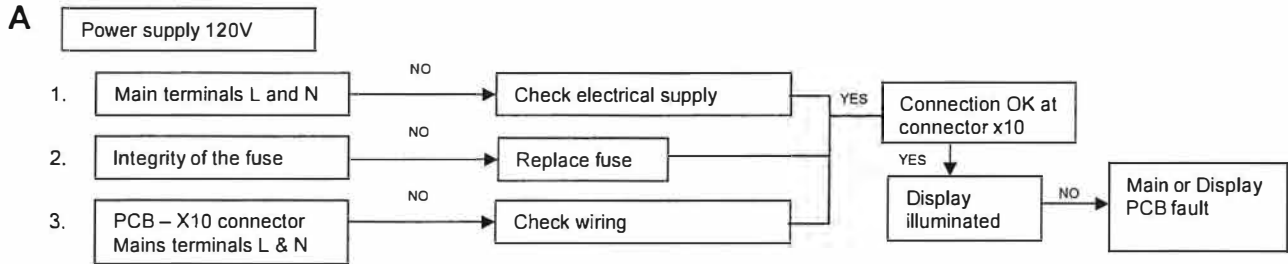 A
Power supply 120V
1.
Main terminals L and N
NO
Check electrical supply
YES
Connection OK at
connector x10
2.
Integrity of the fuse
NO
Replace fuse
YES
Display
illuminated
NO
Main or Display
PCB fault
3.
PCB – X10 connector
Mains terminals L & N
NO
Check wiring